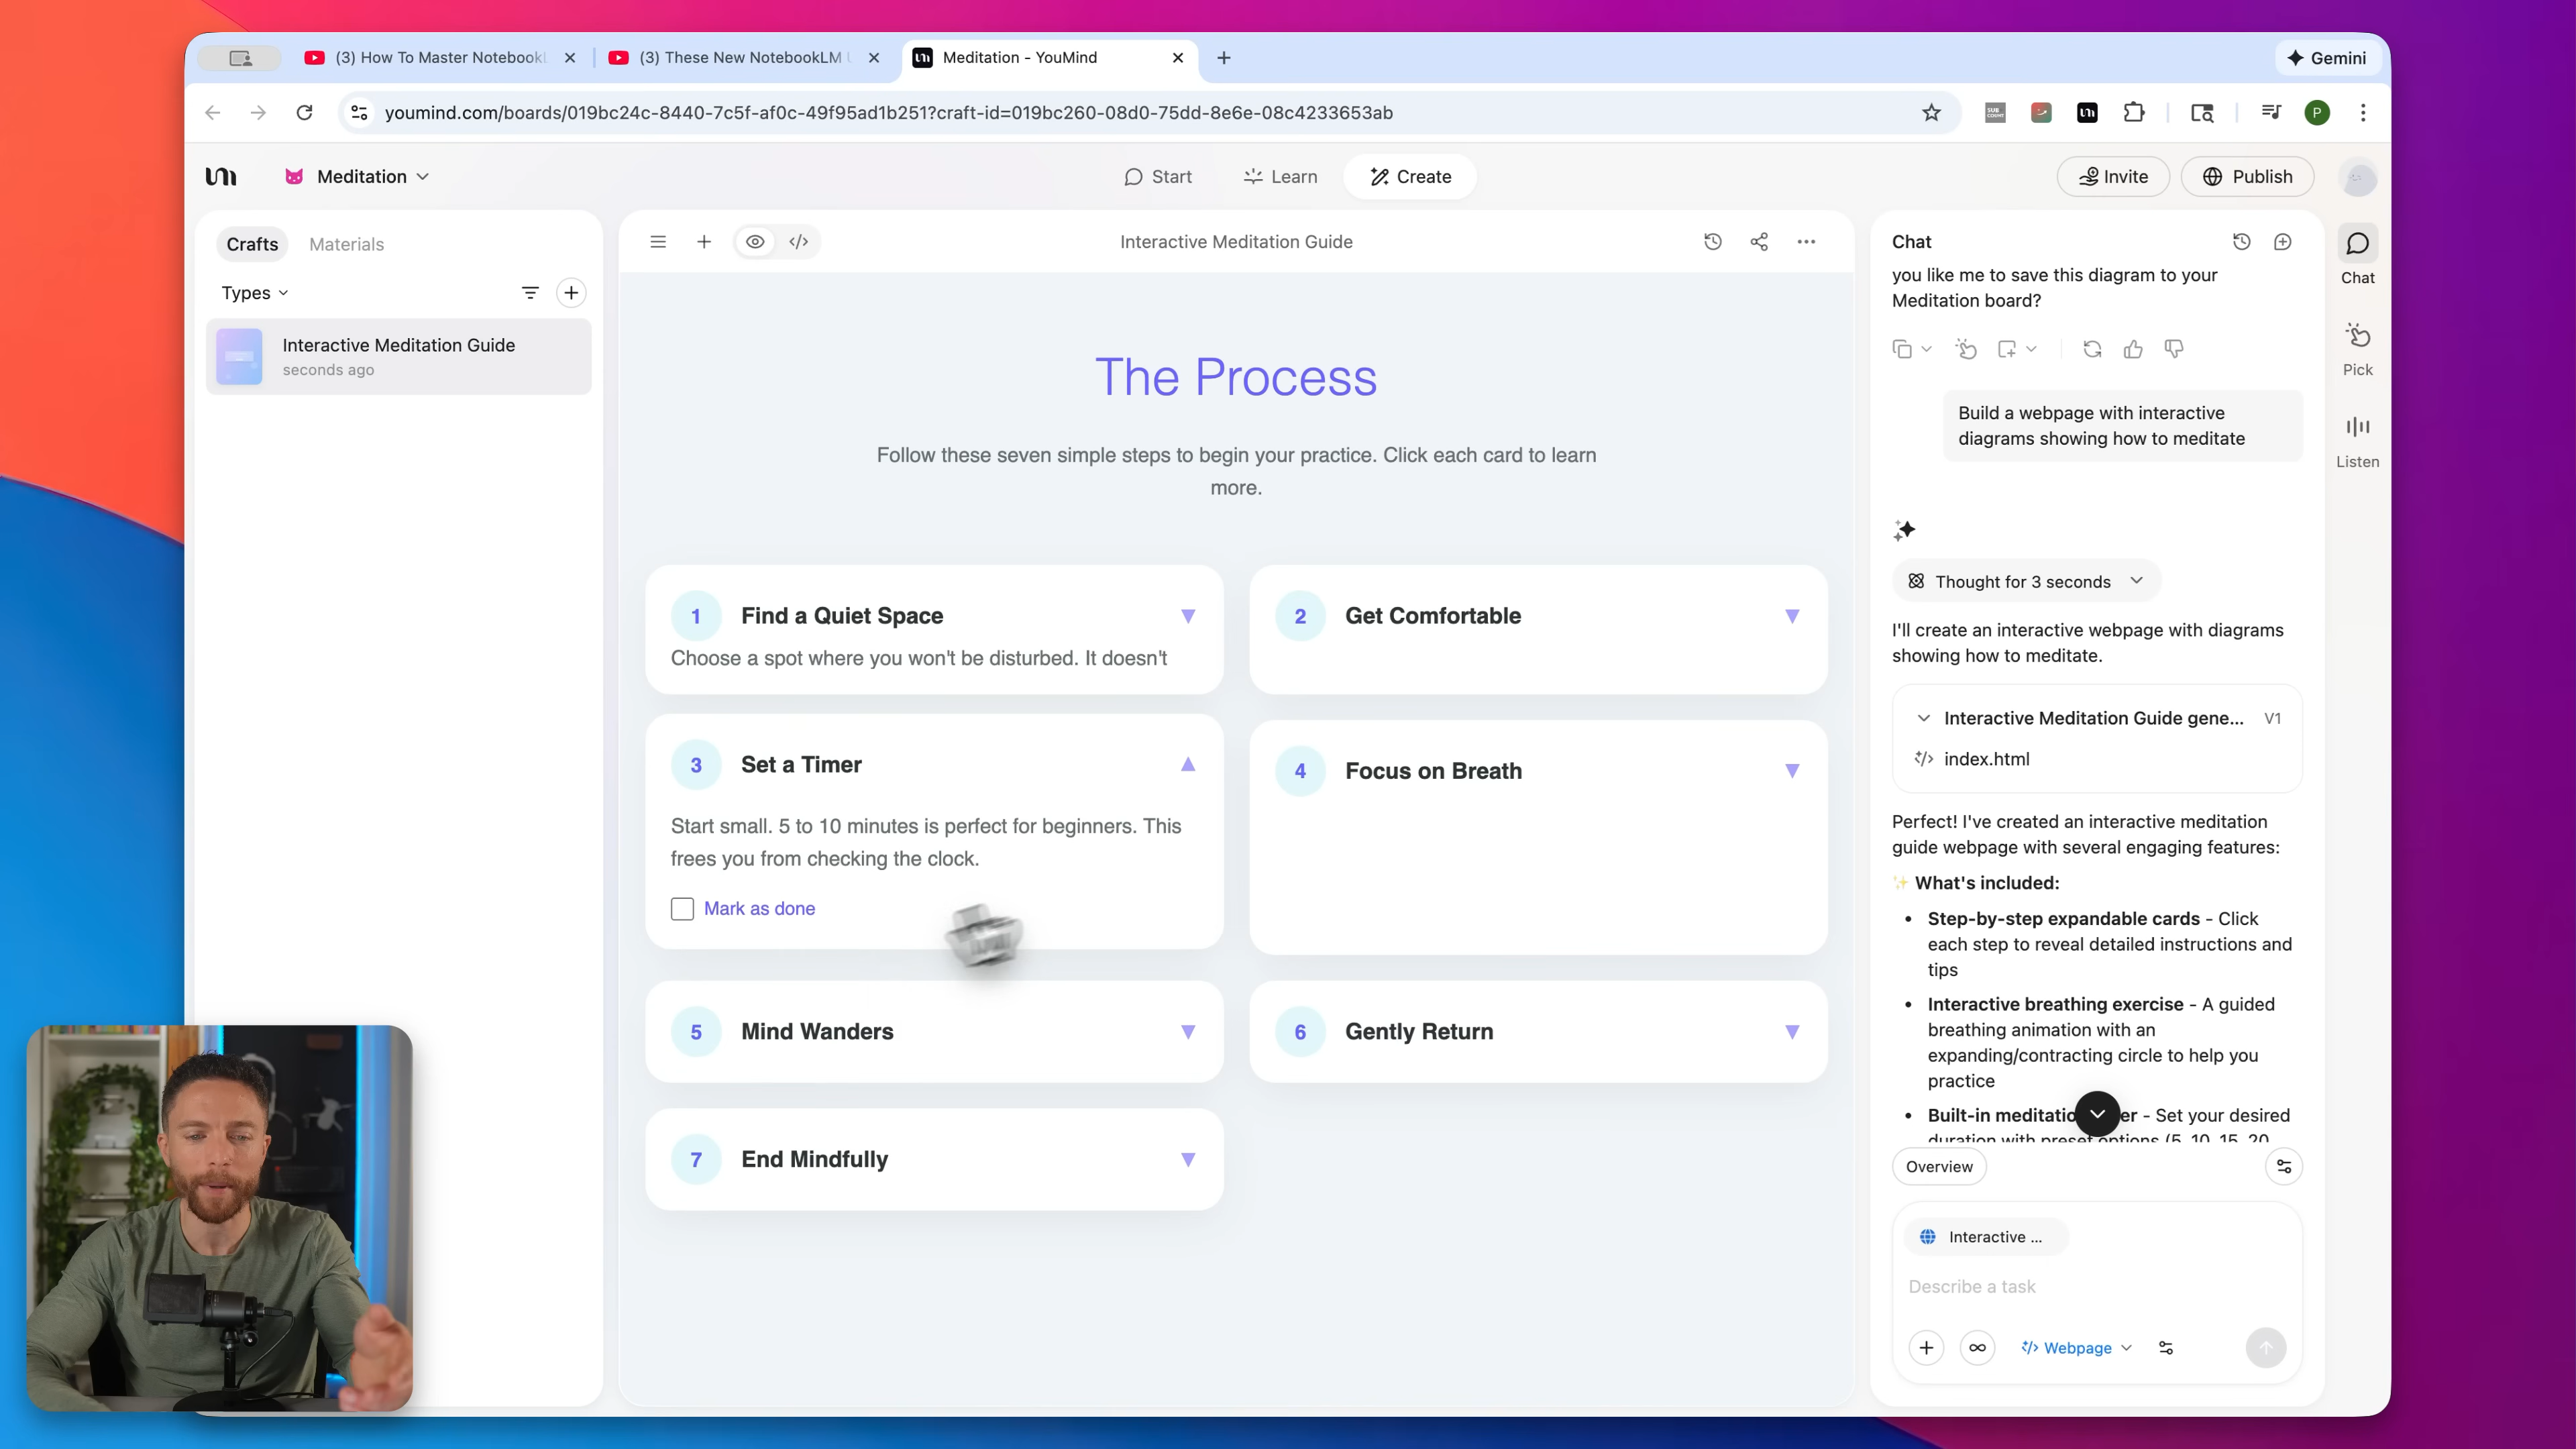 (3) How To Master Notebook
(3) These New NotebookLM
Meditation - YouMind
Gemini
youmind.com/boards/019bc24c-8440-7c5f-af0c-49f95ad1b251?craft-id=019bc260-08d0-75dd-8e6e-08c4233653ab
P
Meditation
Start
Learn
Create
Invite
Publish
Crafts
Materials
Types
Interactive Meditation Guide
seconds ago
Interactive Meditation Guide
The Process
Follow these seven simple steps to begin your practice. Click each card to learn
more.
1
Find a Quiet Space
Choose a spot where you won't be disturbed. It doesn't
2
Get Comfortable
3
Set a Timer
Start small. 5 to 10 minutes is perfect for beginners. This
frees you from checking the clock.
Mark as done
4
Focus on Breath
5
Mind Wanders
6
Gently Return
7
End Mindfully
Chat
you like me to save this diagram to your
Meditation board?
Build a webpage with interactive
diagrams showing how to meditate
Thought for 3 seconds
I'll create an interactive webpage with diagrams
showing how to meditate.
Interactive Meditation Guide gene... V1
index.html
Perfect! I've created an interactive meditation
guide webpage with several engaging features:
✨ What's included:
• Step-by-step expandable cards - Click
each step to reveal detailed instructions and
tips
• Interactive breathing exercise - A guided
breathing animation with an
expanding/contracting circle to help you
practice
• Built-in meditatio er - Set your desired
duration with preset options (5, 10, 15, 20
Overview
Interactive ...
Describe a task
Webpage
Chat
Pick
Listen